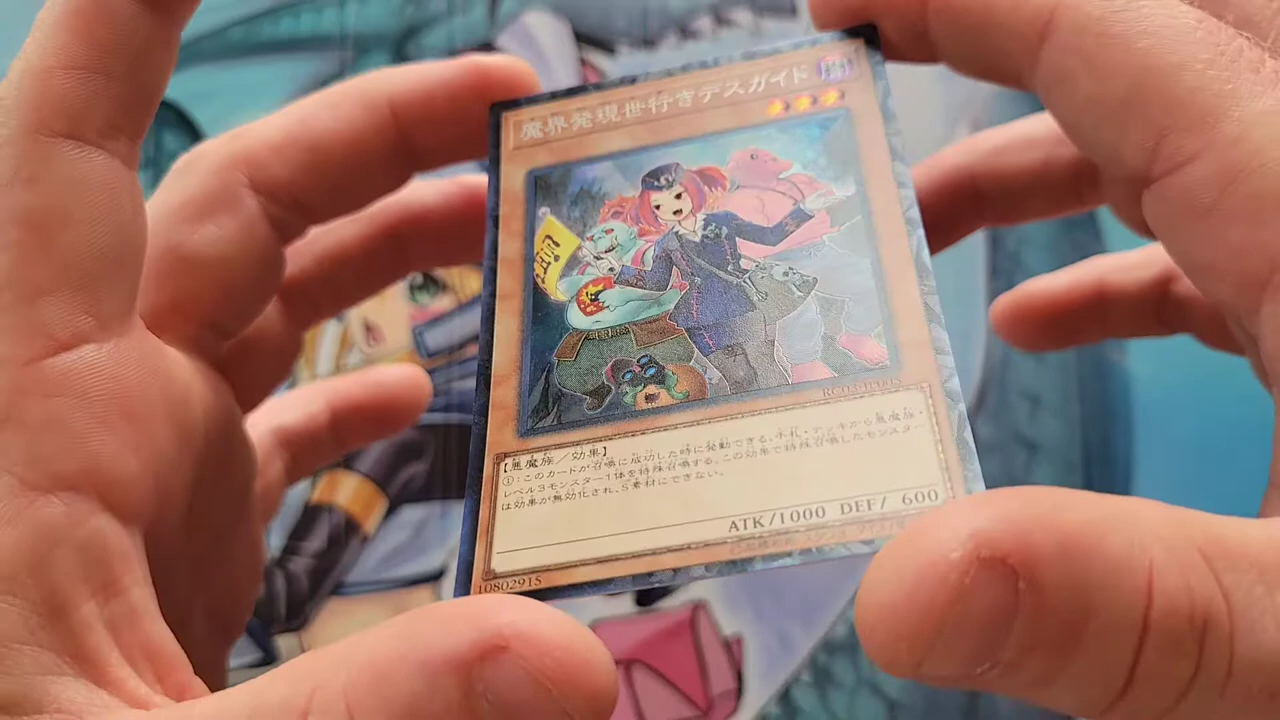 魔界発現世行きデスガイド
闇
RC03-JP005
【悪魔族/効果】
①:このカードが召喚に成功した時に発動できる。手札・デッキから悪魔族・
レベル3モンスター1体を特殊召喚する。この効果で特殊召喚したモンスター
は効果が無効化され、S素材にできない。
ATK/1000 DEF/ 600
10802915